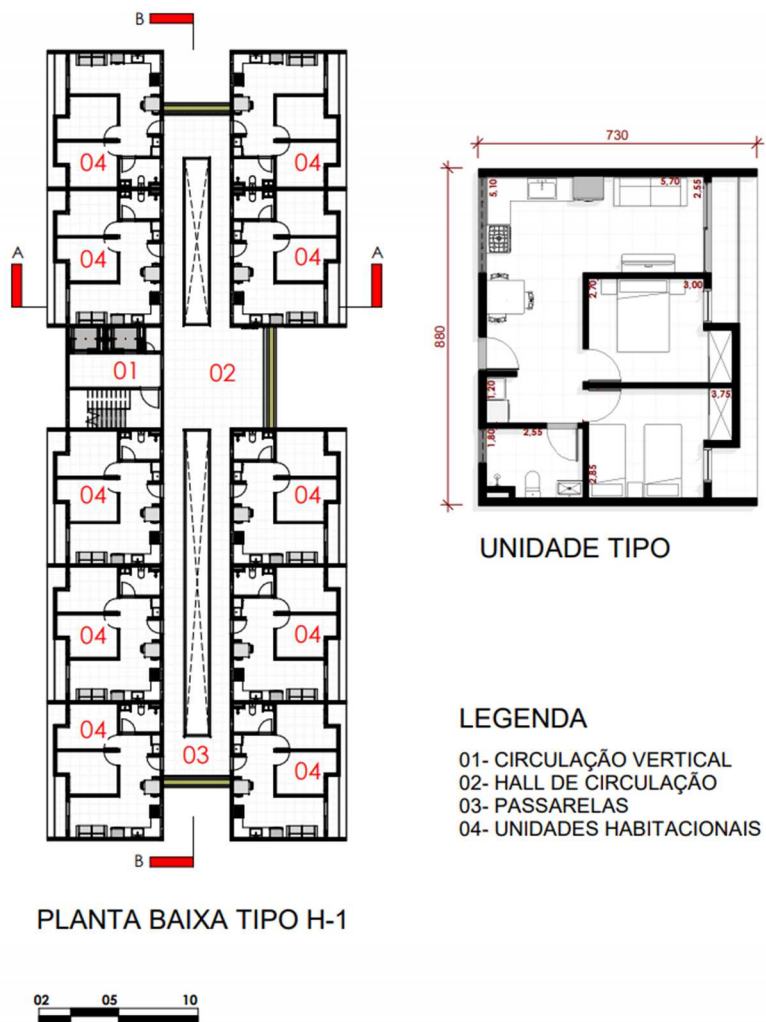 B
04
04
04
04
A
A
01
02
04
04
04
04
04
04
03
B
PLANTA BAIXA TIPO H-1
02 05 10
730
880
5,10
5,70
2,55
2,70
3,00
1,20
3,75
1,80
2,55
2,85
UNIDADE TIPO
LEGENDA
01- CIRCULAÇÃO VERTICAL
02- HALL DE CIRCULAÇÃO
03- PASSARELAS
04- UNIDADES HABITACIONAIS